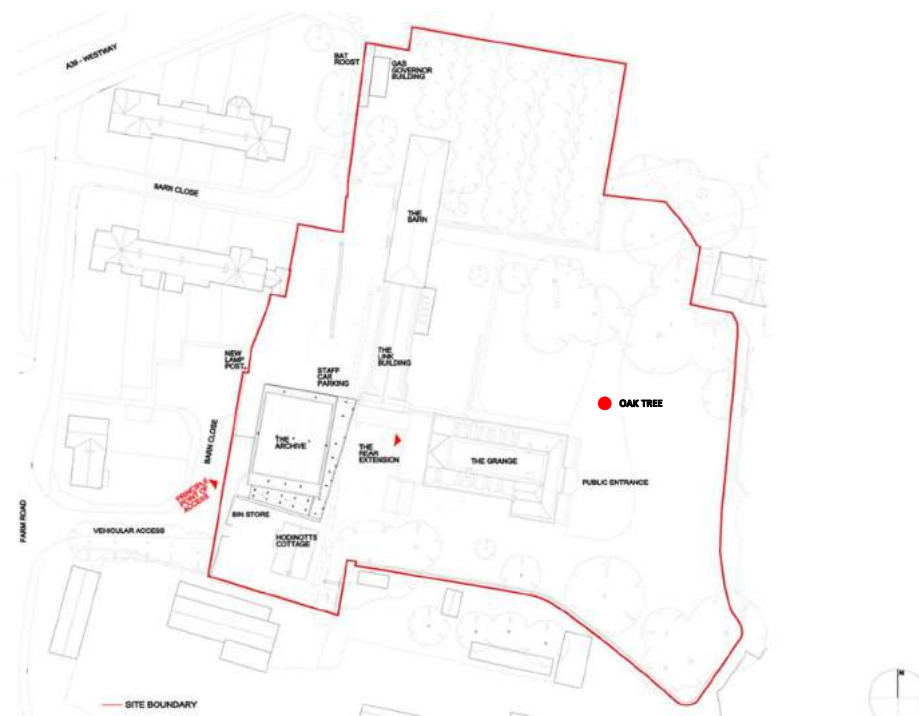 A39 - WESTWAY
BAT
ROOST
GAS
GOVERNOR
BUILDING
BARN CLOSE
THE
BARN
NEW
LAMP
POST
THE
LINK
BUILDING
STAFF
CAR
PARKING
OAK TREE
BARN CLOSE
THE
ARCHIVE
THE
REAR
EXTENSION
THE GRANGE
PUBLIC ENTRANCE
PRINCIPLE
POINT OF
ACCESS
FARM ROAD
BIN STORE
VEHICULAR ACCESS
HODINOTTS
COTTAGE
SITE BOUNDARY
N